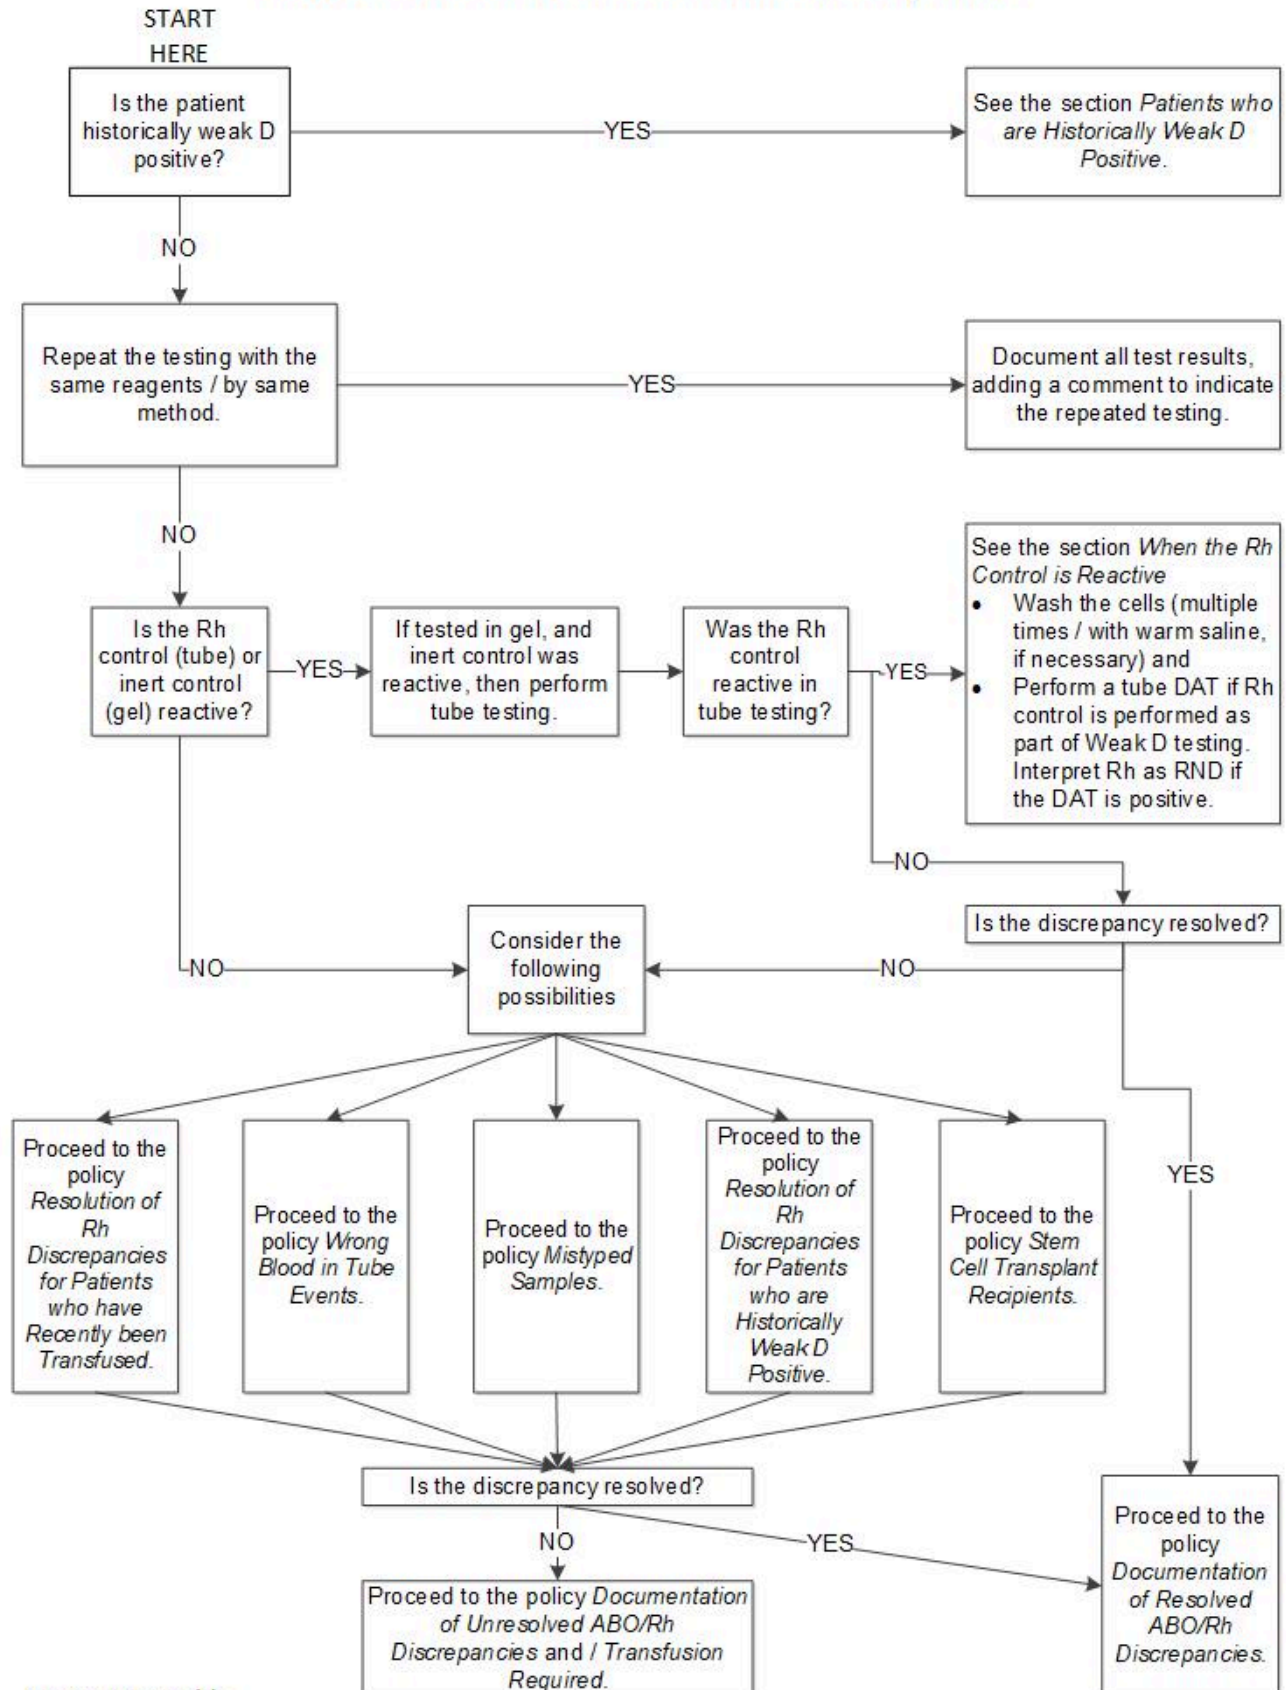 START
HERE
Is the patient
historically weak D
positive?
YES
See the section Patients who
are Historically Weak D
Positive.
NO
Repeat the testing with the
same reagents / by same
method.
YES
Document all test results,
adding a comment to indicate
the repeated testing.
NO
Is the Rh
control (tube) or
inert control
(gel) reactive?
YES
If tested in gel, and
inert control was
reactive, then perform
tube testing.
Was the Rh
control
reactive in
tube testing?
YES
See the section When the Rh
Control is Reactive
• Wash the cells (multiple
times / with warm saline,
if necessary) and
• Perform a tube DAT if Rh
control is performed as
part of Weak D testing.
Interpret Rh as RND if
the DAT is positive.
NO
Is the discrepancy resolved?
NO
Consider the
following
possibilities
NO
Proceed to the
policy
Resolution of
Rh
Discrepancies
for Patients
who have
Recently been
Transfused.
Proceed to the
policy Wrong
Blood in Tube
Events.
Proceed to the
policy Mistyped
Samples.
Proceed to the
policy
Resolution of
Rh
Discrepancies
for Patients
who are
Historically
Weak D
Positive.
Proceed to the
policy Stem
Cell Transplant
Recipients.
YES
Is the discrepancy resolved?
NO
YES
Proceed to the policy Documentation
of Unresolved ABO/Rh
Discrepancies and / Transfusion
Required.
Proceed to the
policy
Documentation
of Resolved
ABO/Rh
Discrepancies.